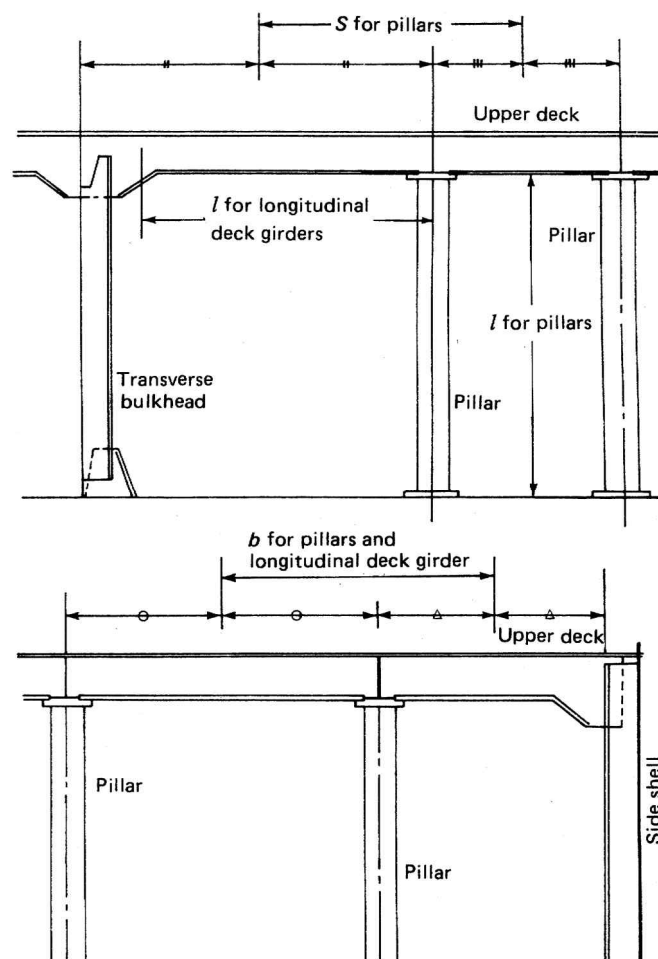 S for pillars
Upper deck
l for longitudinal
deck girders
Pillar
l for pillars
Transverse
bulkhead
Pillar
b for pillars and
longitudinal deck girder
Upper deck
Pillar
Side shell
Pillar